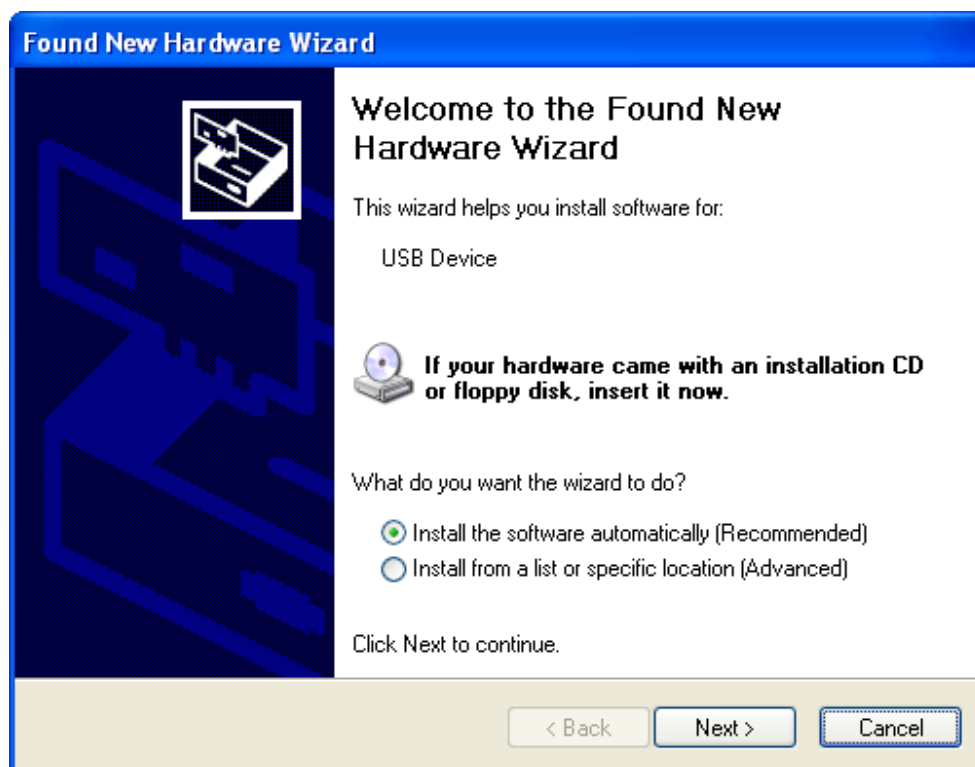 Found New Hardware Wizard
Welcome to the Found New
Hardware Wizard
This wizard helps you install software for:
USB Device
If your hardware came with an installation CD
or floppy disk, insert it now.
What do you want the wizard to do?
Install the software automatically (Recommended)
Install from a list or specific location (Advanced)
Click Next to continue.
< Back
Next >
Cancel